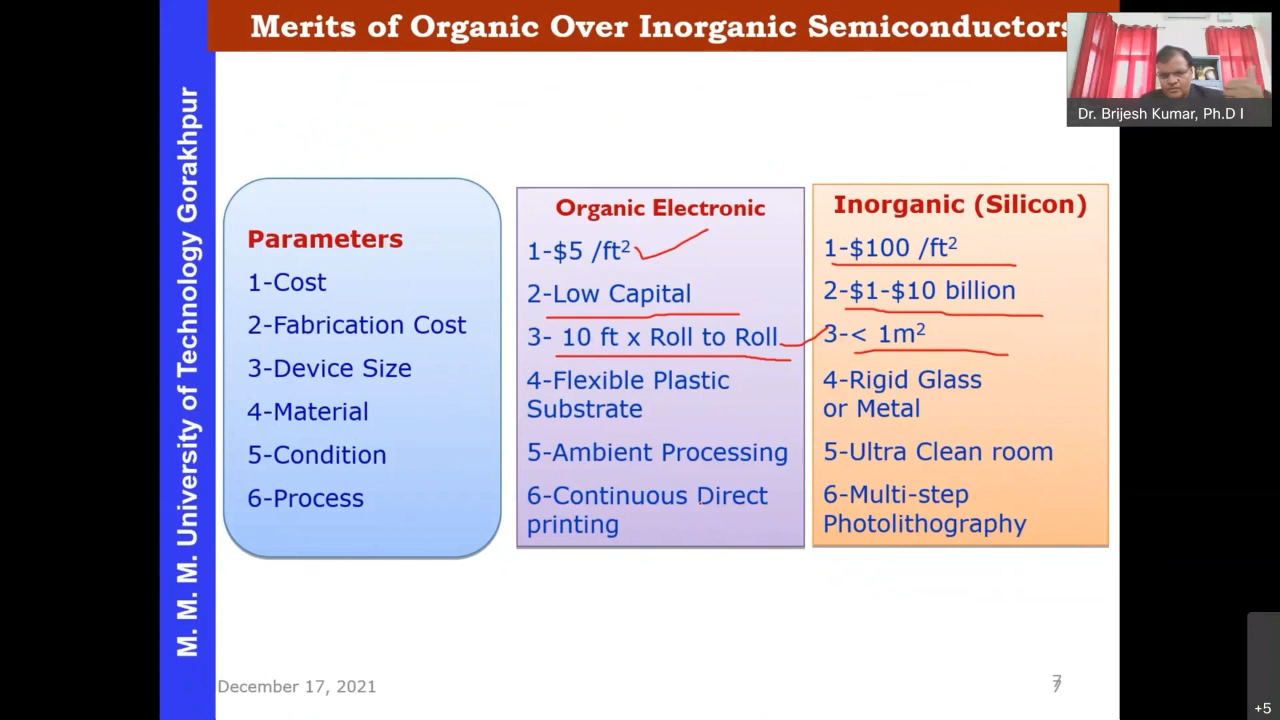 Merits of Organic Over Inorganic Semiconductors
Dr. Brijesh Kumar, Ph.D I
M. M. M. University of Technology Gorakhpur
Parameters
1-Cost
2-Fabrication Cost
3-Device Size
4-Material
5-Condition
6-Process
Organic Electronic
1-$5 /ft²
2-Low Capital
3- 10 ft x Roll to Roll
4-Flexible Plastic
Substrate
5-Ambient Processing
6-Continuous Direct
printing
Inorganic (Silicon)
1-$100 /ft²
2-$1-$10 billion
3-< 1m²
4-Rigid Glass
or Metal
5-Ultra Clean room
6-Multi-step
Photolithography
December 17, 2021
7
+5